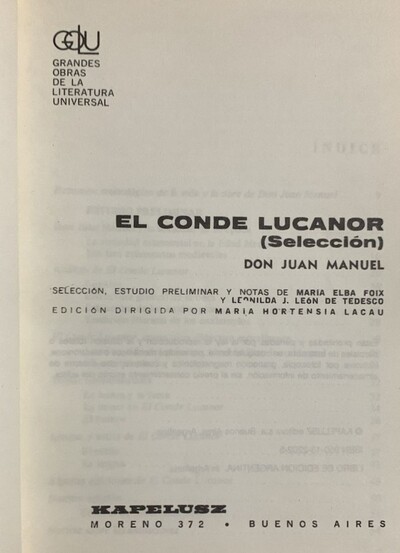 GOLU
GRANDES
OBRAS
DE LA
LITERATURA
UNIVERSAL
EL CONDE LUCANOR
(Selección)
DON JUAN MANUEL
SELECCIÓN, ESTUDIO PRELIMINAR Y NOTAS DE MARIA ELBA FOIX
Y LEONILDA J. LEÓN DE TEDESCO
EDICIÓN DIRIGIDA POR MARIA HORTENSIA LACAU
KAPELUSZ
MORENO 372 • BUENOS AIRES